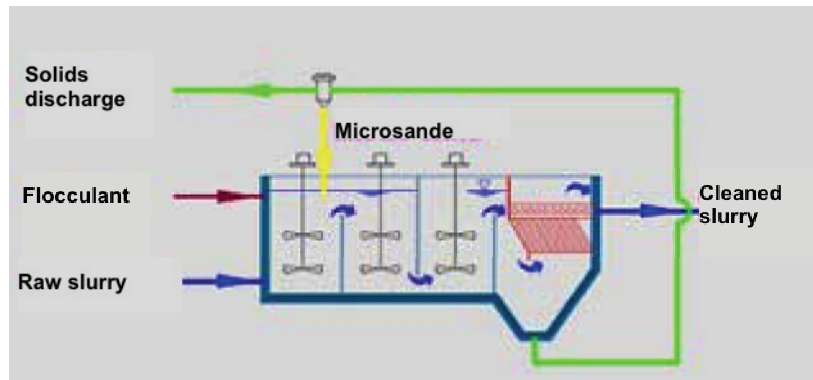 Solids
discharge
Microsande
Flocculant
Cleaned
slurry
Raw slurry